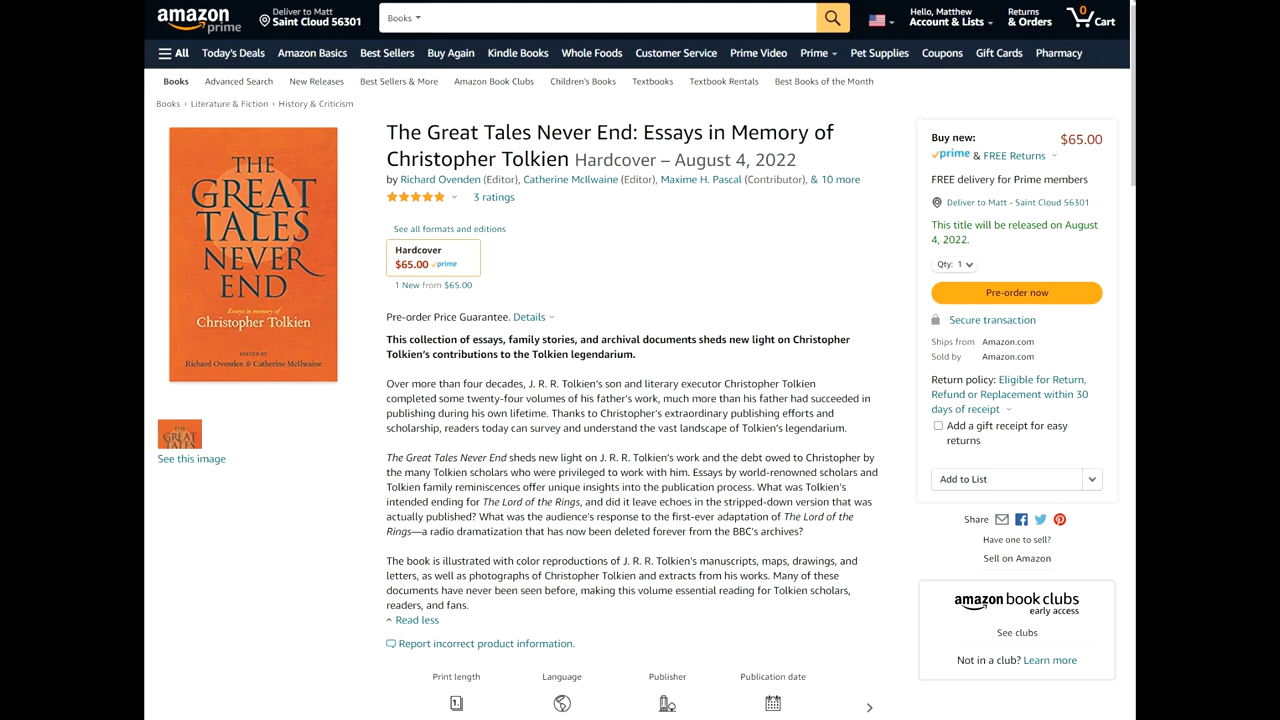 amazon prime
Deliver to Matt
Saint Cloud 56301
Books
Hello, Matthew
Account & Lists
Returns
& Orders
0
Cart
All Today's Deals Amazon Basics Best Sellers Buy Again Kindle Books Whole Foods Customer Service Prime Video Prime Pet Supplies Coupons Gift Cards Pharmacy
Books Advanced Search New Releases Best Sellers & More Amazon Book Clubs Children's Books Textbooks Textbook Rentals Best Books of the Month
Books › Literature & Fiction › History & Criticism
THE
GREAT
TALES
NEVER
END
Essays in memory of
Christopher Tolkien
EDITED BY
Richard Ovenden & Catherine McIlwaine
THE
GREAT
TALES
See this image
The Great Tales Never End: Essays in Memory of
Christopher Tolkien Hardcover – August 4, 2022
by Richard Ovenden (Editor), Catherine McIlwaine (Editor), Maxime H. Pascal (Contributor), & 10 more
3 ratings
See all formats and editions
Hardcover
$65.00 prime
1 New from $65.00
Pre-order Price Guarantee. Details
This collection of essays, family stories, and archival documents sheds new light on Christopher
Tolkien's contributions to the Tolkien legendarium.
Over more than four decades, J. R. R. Tolkien's son and literary executor Christopher Tolkien
completed some twenty-four volumes of his father's work, much more than his father had succeeded in
publishing during his own lifetime. Thanks to Christopher's extraordinary publishing efforts and
scholarship, readers today can survey and understand the vast landscape of Tolkien's legendarium.
The Great Tales Never End sheds new light on J. R. R. Tolkien's work and the debt owed to Christopher by
the many Tolkien scholars who were privileged to work with him. Essays by world-renowned scholars and
Tolkien family reminiscences offer unique insights into the publication process. What was Tolkien's
intended ending for The Lord of the Rings, and did it leave echoes in the stripped-down version that was
actually published? What was the audience's response to the first-ever adaptation of The Lord of the
Rings—a radio dramatization that has now been deleted forever from the BBC's archives?
The book is illustrated with color reproductions of J. R. R. Tolkien's manuscripts, maps, drawings, and
letters, as well as photographs of Christopher Tolkien and extracts from his works. Many of these
documents have never been seen before, making this volume essential reading for Tolkien scholars,
readers, and fans.
Read less
Report incorrect product information.
Print length Language Publisher Publication date
Buy new: $65.00
prime & FREE Returns
FREE delivery for Prime members
Deliver to Matt - Saint Cloud 56301
This title will be released on August
4, 2022.
Qty: 1
Pre-order now
Secure transaction
Ships from Amazon.com
Sold by Amazon.com
Return policy: Eligible for Return,
Refund or Replacement within 30
days of receipt
Add a gift receipt for easy
returns
Add to List
Share
Have one to sell?
Sell on Amazon
amazon book clubs
early access
See clubs
Not in a club? Learn more